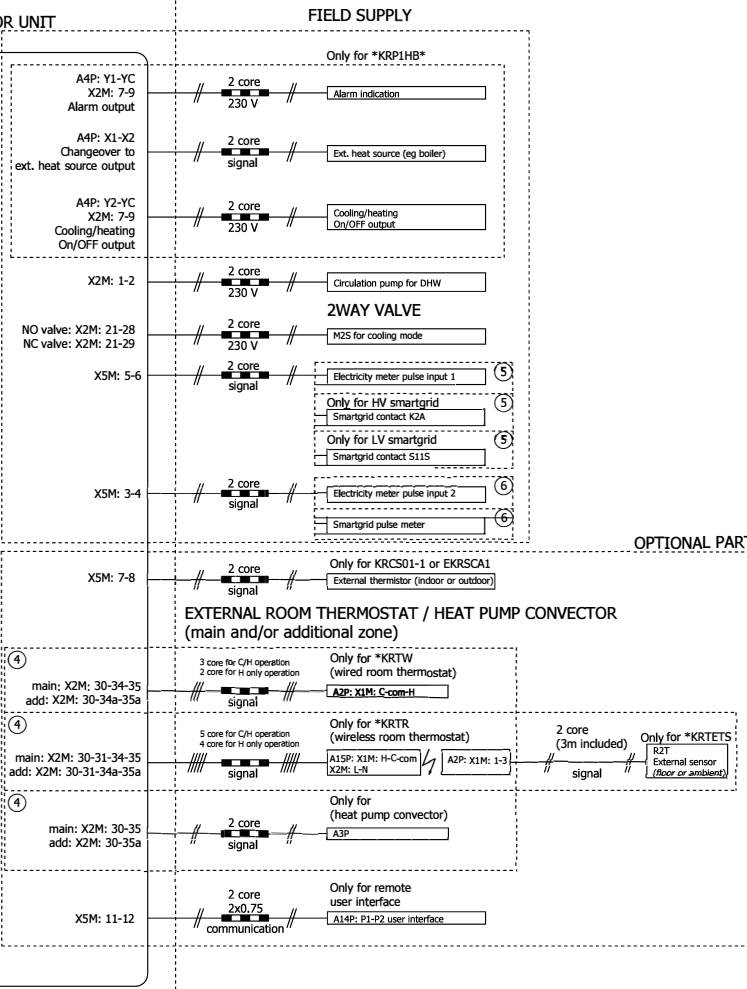 OR UNIT
FIELD SUPPLY
Only for *KRP1HB*
A4P: Y1-YC
X2M: 7-9
Alarm output
2 core
230 V
Alarm indication
A4P: X1-X2
Changeover to
ext. heat source output
2 core
signal
Ext. heat source (eg boiler)
A4P: Y2-YC
X2M: 7-9
Cooling/heating
On/OFF output
2 core
230 V
Cooling/heating
On/OFF output
X2M: 1-2
2 core
230 V
Circulation pump for DHW
2WAY VALVE
NO valve: X2M: 21-28
NC valve: X2M: 21-29
2 core
230 V
M2S for cooling mode
X5M: 5-6
2 core
signal
Electricity meter pulse input 1
5
Only for HV smartgrid
5
Smartgrid contact K2A
Only for LV smartgrid
5
Smartgrid contact S11S
X5M: 3-4
2 core
signal
Electricity meter pulse input 2
6
Smartgrid pulse meter
6
OPTIONAL PAR
X5M: 7-8
2 core
signal
Only for KRCS01-1 or EKRSCA1
External thermistor (indoor or outdoor)
EXTERNAL ROOM THERMOSTAT / HEAT PUMP CONVECTOR
(main and/or additional zone)
4
main: X2M: 30-34-35
add: X2M: 30-34a-35a
3 core for C/H operation
2 core for H only operation
signal
Only for *KRTW
(wired room thermostat)
A2P: X1M: C-com-H
4
main: X2M: 30-31-34-35
add: X2M: 30-31-34a-35a
5 core for C/H operation
4 core for H only operation
signal
Only for *KRTR
(wireless room thermostat)
A15P: X1M: H-C-com
X2M: L-N
A2P: X1M: 1-3
2 core
(3m included)
signal
Only for *KRTETS
R2T
External sensor
(floor or ambient)
4
main: X2M: 30-35
add: X2M: 30-35a
2 core
signal
Only for
(heat pump convector)
A3P
X5M: 11-12
2 core
2x0.75
communication
Only for remote
user interface
A14P: P1-P2 user interface